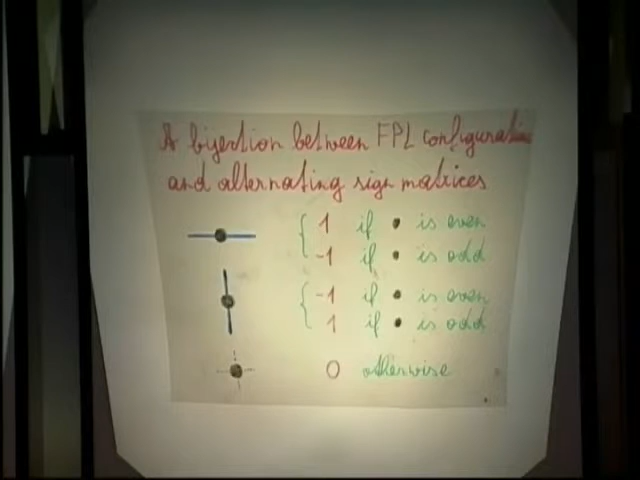 A bijection between FPL configuration
and alternating sign matrices
1 if • is even
-1 if • is odd
-1 if • is even
1 if • is odd
0 otherwise